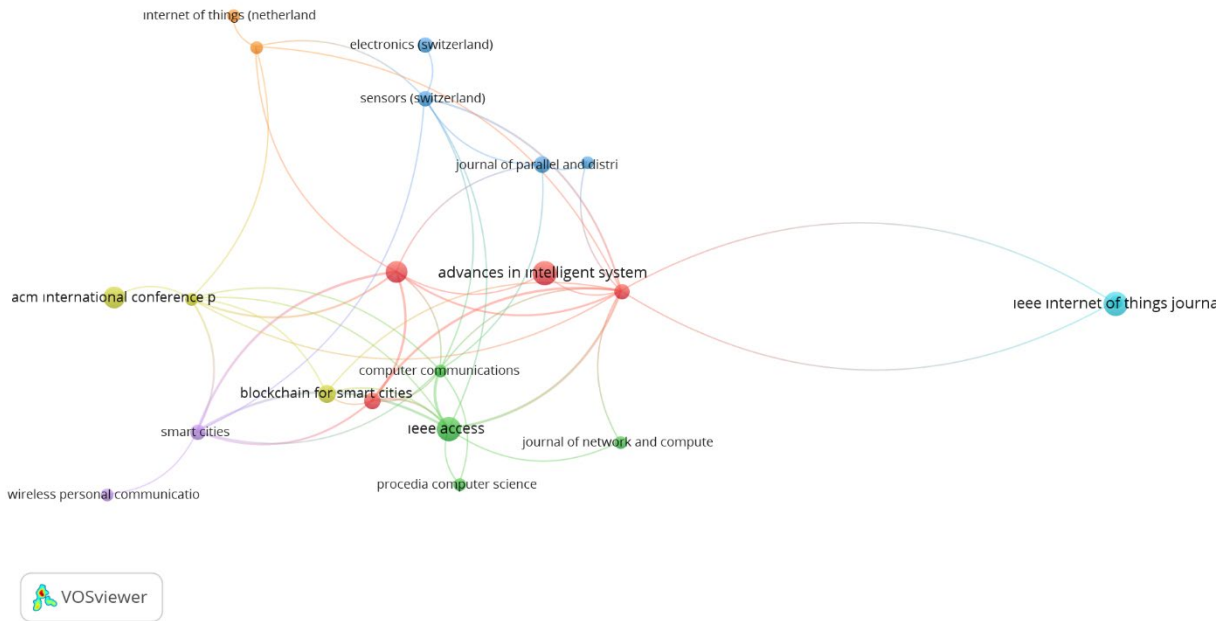 ınternet of things (netherland
electronics (switzerland)
sensors (switzerland)
journal of parallel and distri
advances in ıntelligent system
acm ınternational conference p
ıeee ınternet of things journa
computer communications
blockchain for smart cities
ıeee access
smart cities
journal of network and compute
procedia computer science
wireless personal communicatio
VOSviewer